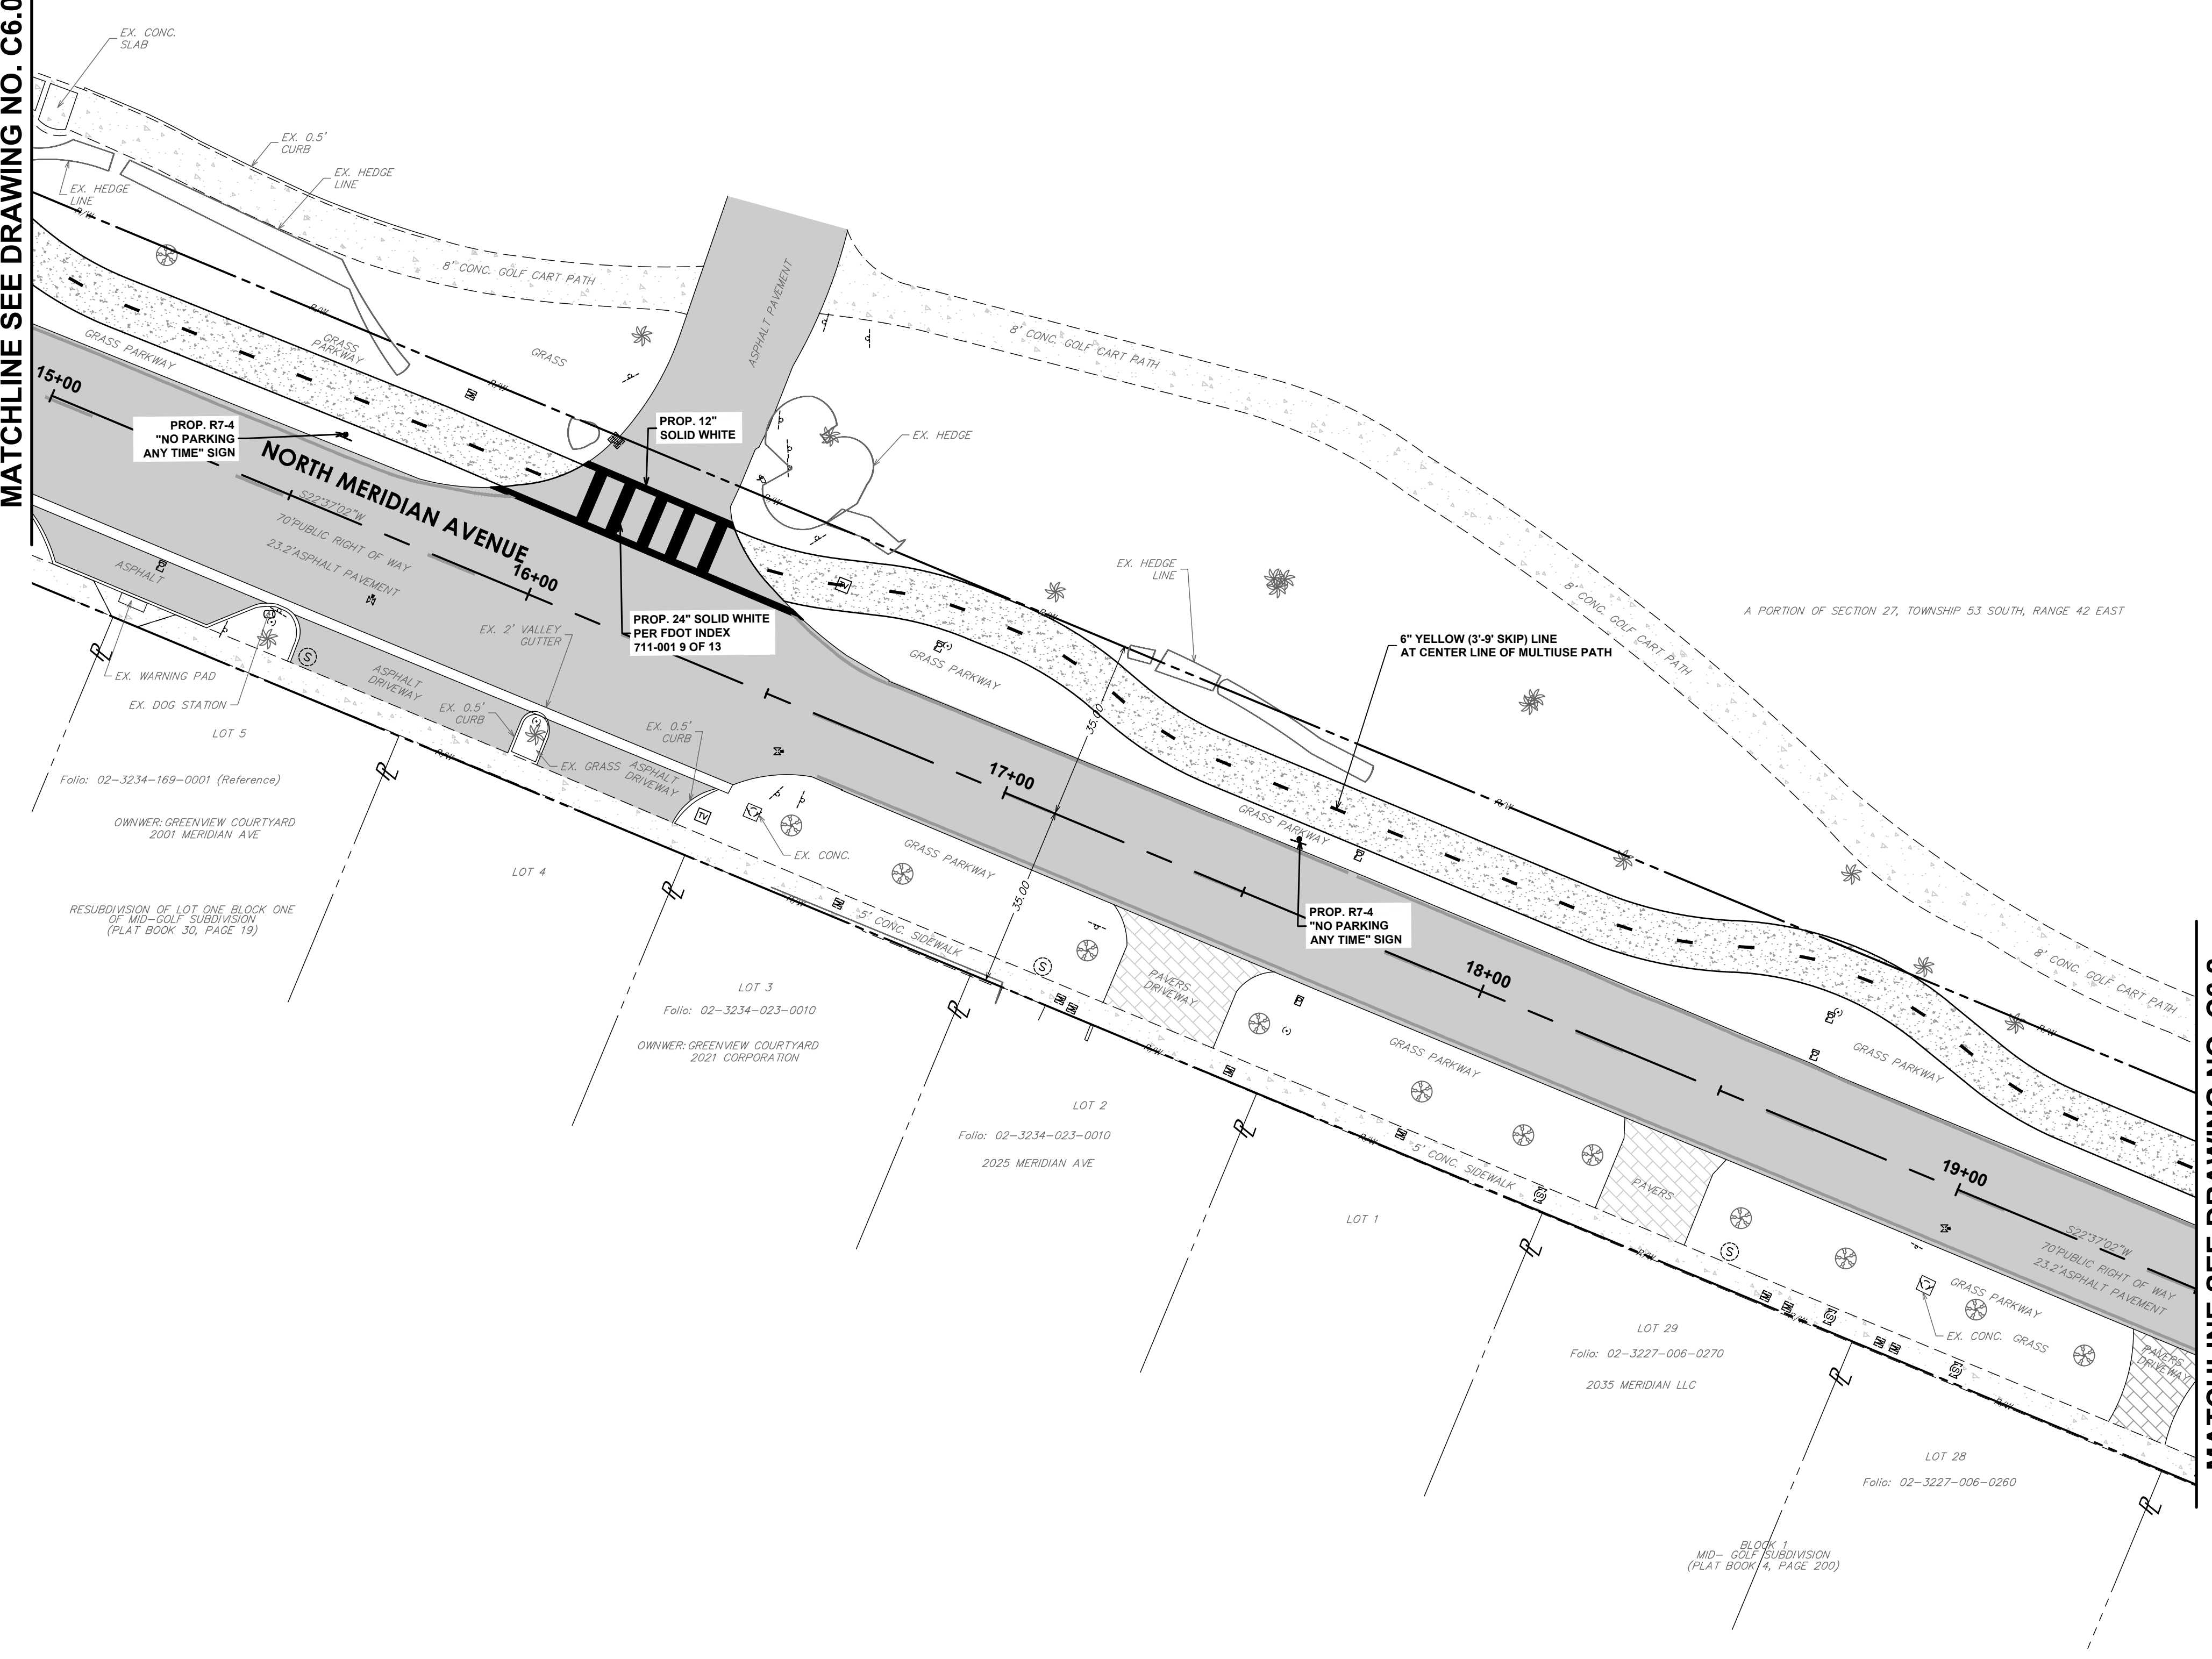 MATCHLINE SEE DRAWING NO. C6.0
EX. CONC.
SLAB
EX. 0.5'
CURB
EX. HEDGE
LINE
EX. HEDGE
LINE
R/W
R/W
8' CONC. GOLF CART PATH
ASPHALT PAVEMENT
8' CONC. GOLF CART PATH
GRASS PARKWAY
GRASS
PARKWAY
GRASS
R/W
15+00
PROP. R7-4
"NO PARKING
ANY TIME" SIGN
PROP. 12"
SOLID WHITE
EX. HEDGE
R/W
NORTH MERIDIAN AVENUE
S22°37'02"W
70'PUBLIC RIGHT OF WAY
23.2'ASPHALT PAVEMENT
16+00
ASPHALT
EX. HEDGE
LINE
R/W
8' CONC. GOLF CART PATH
A PORTION OF SECTION 27, TOWNSHIP 53 SOUTH, RANGE 42 EAST
PROP. 24" SOLID WHITE
PER FDOT INDEX
711-001 9 OF 13
6" YELLOW (3'-9' SKIP) LINE
AT CENTER LINE OF MULTIUSE PATH
EX. 2' VALLEY
GUTTER
GRASS PARKWAY
S
ASPHALT
DRIVEWAY
EX. WARNING PAD
EX. DOG STATION
EX. 0.5'
CURB
EX. 0.5'
CURB
35.00
LOT 5
R/W
EX. GRASS
ASPHALT
DRIVEWAY
17+00
Folio: 02-3234-169-0001 (Reference)
OWNWER: GREENVIEW COURTYARD
2001 MERIDIAN AVE
TV
EX. CONC.
GRASS PARKWAY
GRASS PARKWAY
R/W
LOT 4
35.00
RESUBDIVISION OF LOT ONE BLOCK ONE
OF MID-GOLF SUBDIVISION
(PLAT BOOK 30, PAGE 19)
R/W
5' CONC. SIDEWALK
PROP. R7-4
"NO PARKING
ANY TIME" SIGN
S
PAVERS
DRIVEWAY
18+00
8' CONC. GOLF CART PATH
R/W
LOT 3
Folio: 02-3234-023-0010
OWNWER: GREENVIEW COURTYARD
2021 CORPORATION
R/W
GRASS PARKWAY
GRASS PARKWAY
LOT 2
Folio: 02-3234-023-0010
2025 MERIDIAN AVE
R/W
5' CONC. SIDEWALK
PAVERS
19+00
LOT 1
R/W
S
S22°37'02"W
70'PUBLIC RIGHT OF WAY
23.2'ASPHALT PAVEMENT
GRASS PARKWAY
EX. CONC.
GRASS
R/W
PAVERS
DRIVEWAY
R/W
LOT 29
Folio: 02-3227-006-0270
2035 MERIDIAN LLC
LOT 28
Folio: 02-3227-006-0260
BLOCK 1
MID- GOLF SUBDIVISION
(PLAT BOOK 4, PAGE 200)